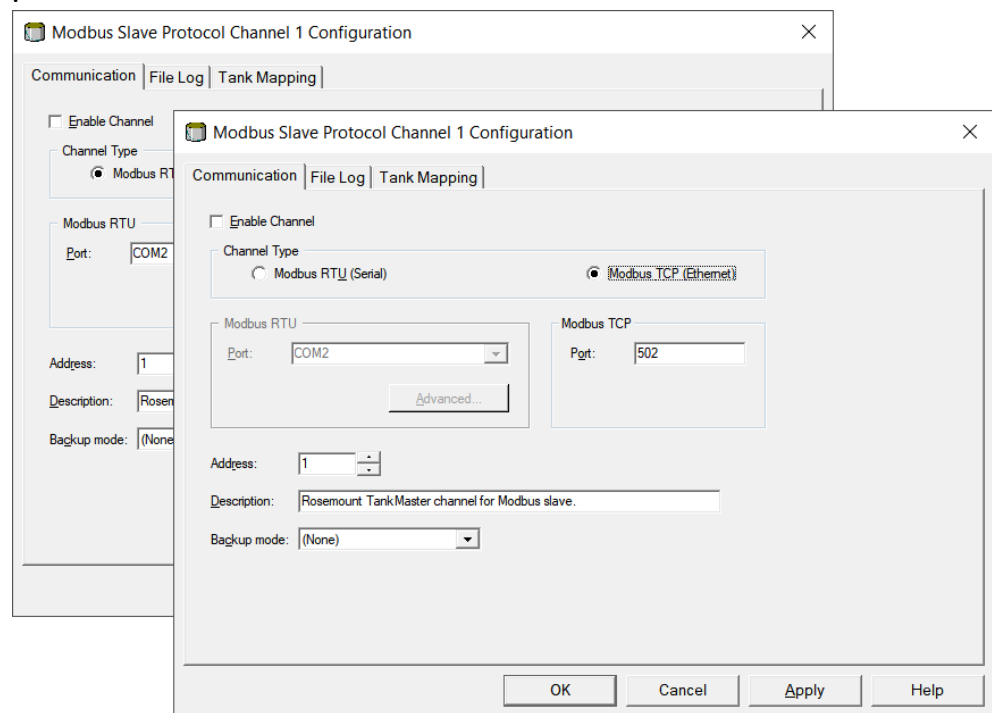 Modbus Slave Protocol Channel 1 Configuration
Communication File Log Tank Mapping
Enable Channel
Channel Type
Modbus RT
Modbus RTU
Port: COM2
Address: 1
Description: Rosem
Backup mode: (None
Modbus Slave Protocol Channel 1 Configuration
Communication File Log Tank Mapping
Enable Channel
Channel Type
Modbus RTU (Serial) Modbus TCP (Ethernet)
Modbus RTU Modbus TCP
Port: COM2 Port: 502
Advanced...
Address: 1
Description: Rosemount TankMaster channel for Modbus slave.
Backup mode: (None)
OK Cancel Apply Help